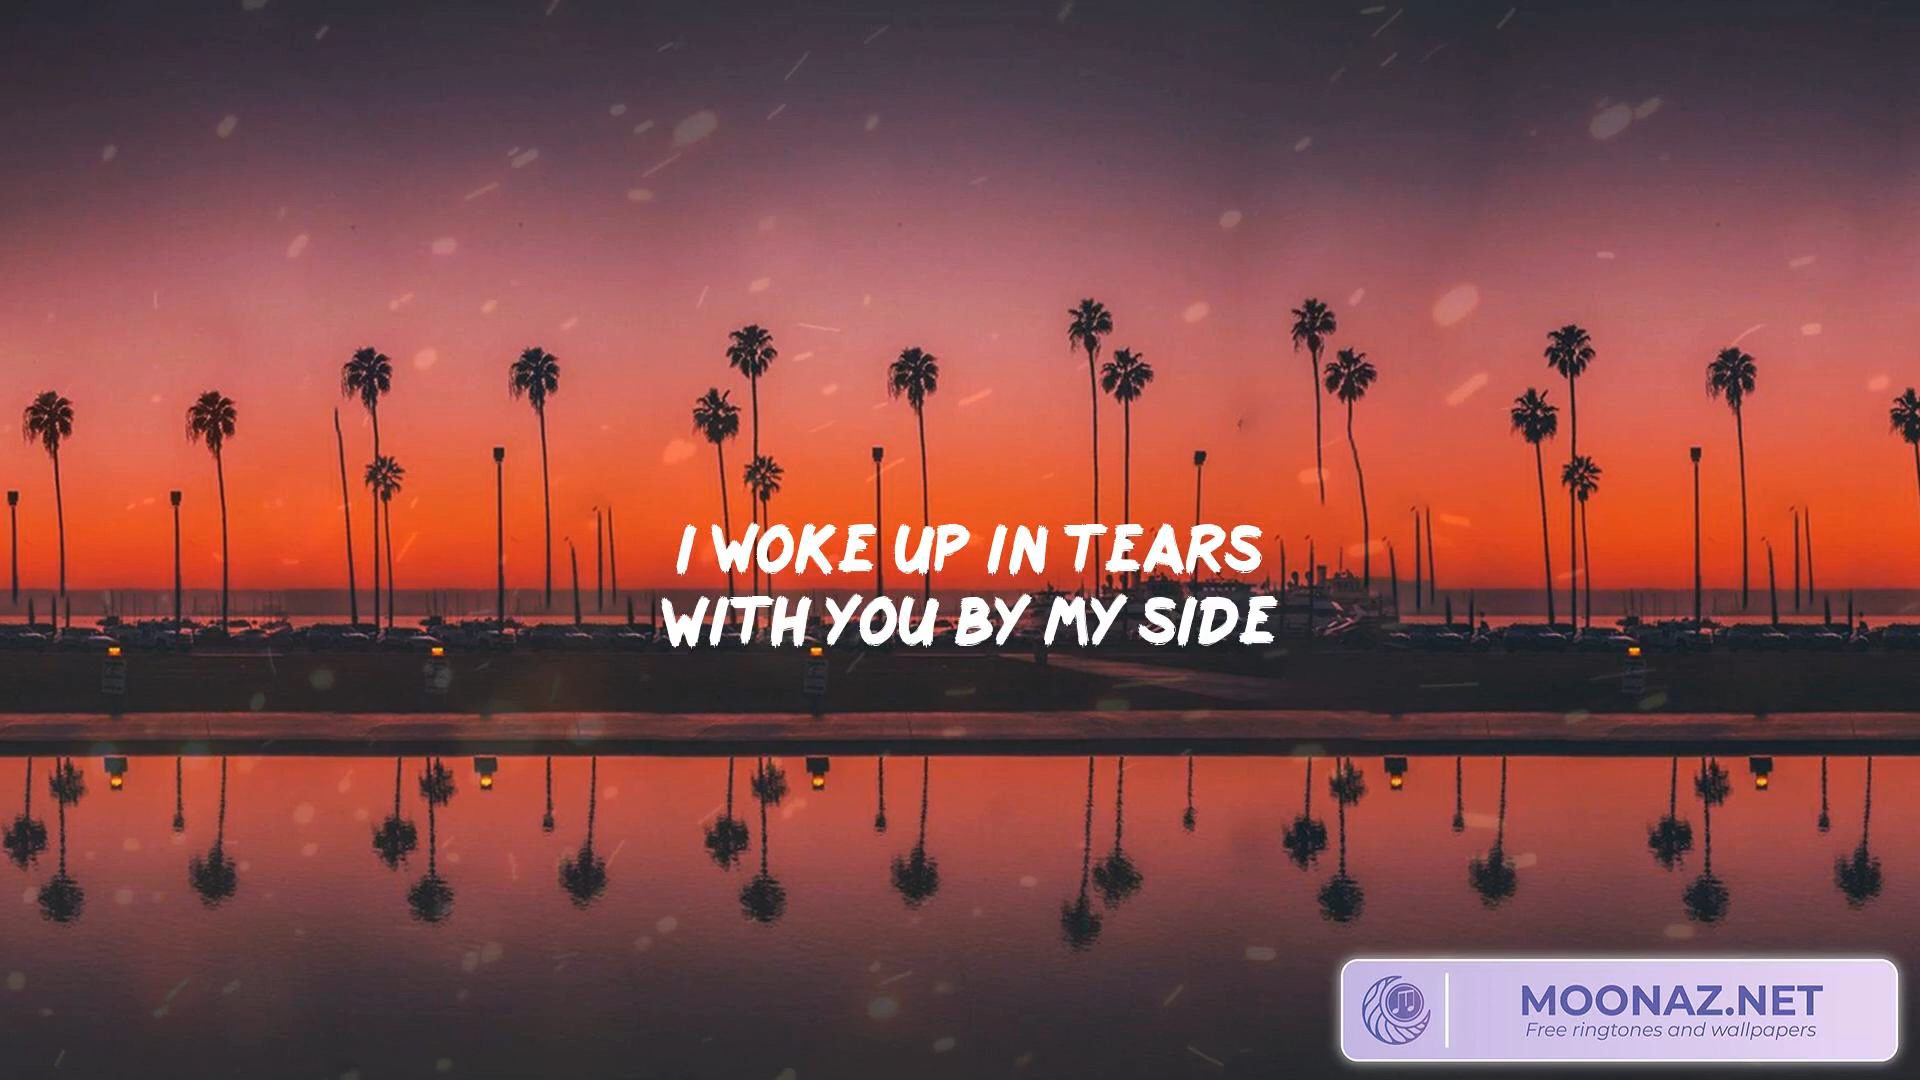 I WOKE UP IN TEARS
WITH YOU BY MY SIDE
MOONAZ.NET
Free ringtones and wallpapers